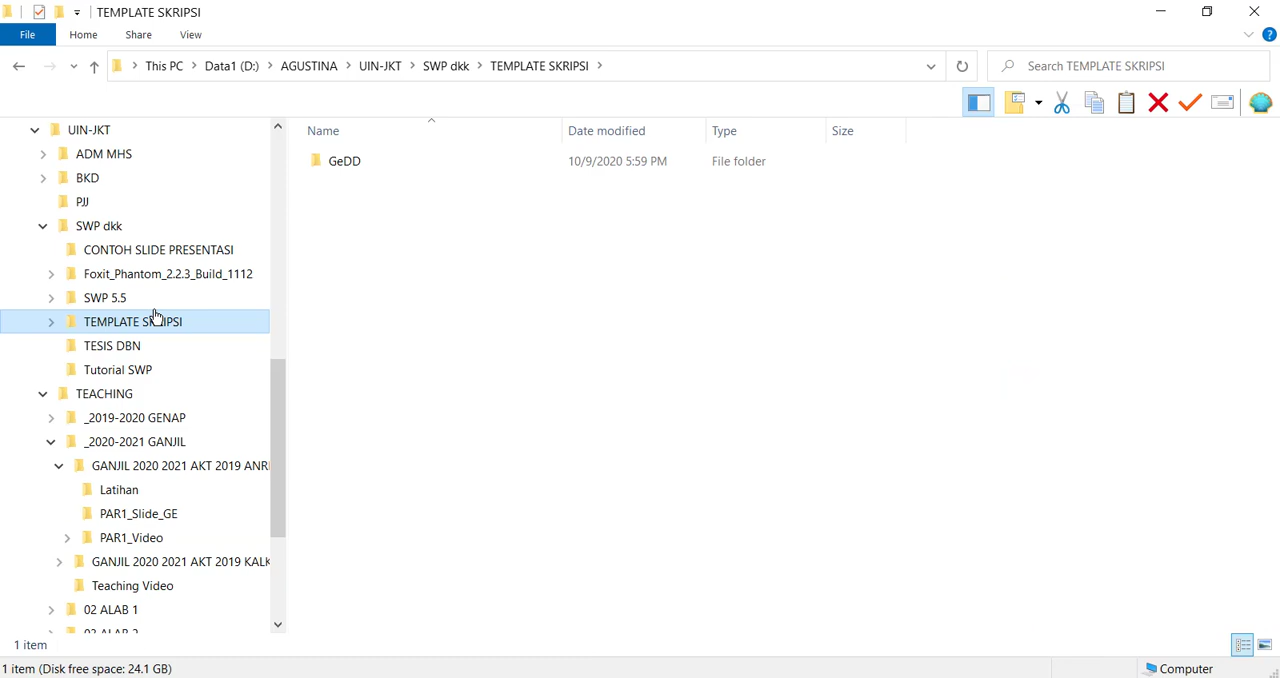 TEMPLATE SKRIPSI
File Home Share View
This PC Data1 (D:) AGUSTINA UIN-JKT SWP dkk TEMPLATE SKRIPSI
Search TEMPLATE SKRIPSI
Name Date modified Type Size
GeDD 10/9/2020 5:59 PM File folder
UIN-JKT
ADM MHS
BKD
PJJ
SWP dkk
CONTOH SLIDE PRESENTASI
Foxit_Phantom_2.2.3_Build_1112
SWP 5.5
TEMPLATE SKRIPSI
TESIS DBN
Tutorial SWP
TEACHING
_2019-2020 GENAP
_2020-2021 GANJIL
GANJIL 2020 2021 AKT 2019 ANR
Latihan
PAR1_Slide_GE
PAR1_Video
GANJIL 2020 2021 AKT 2019 KALK
Teaching Video
02 ALAB 1
1 item
1 item (Disk free space: 24.1 GB)
Computer